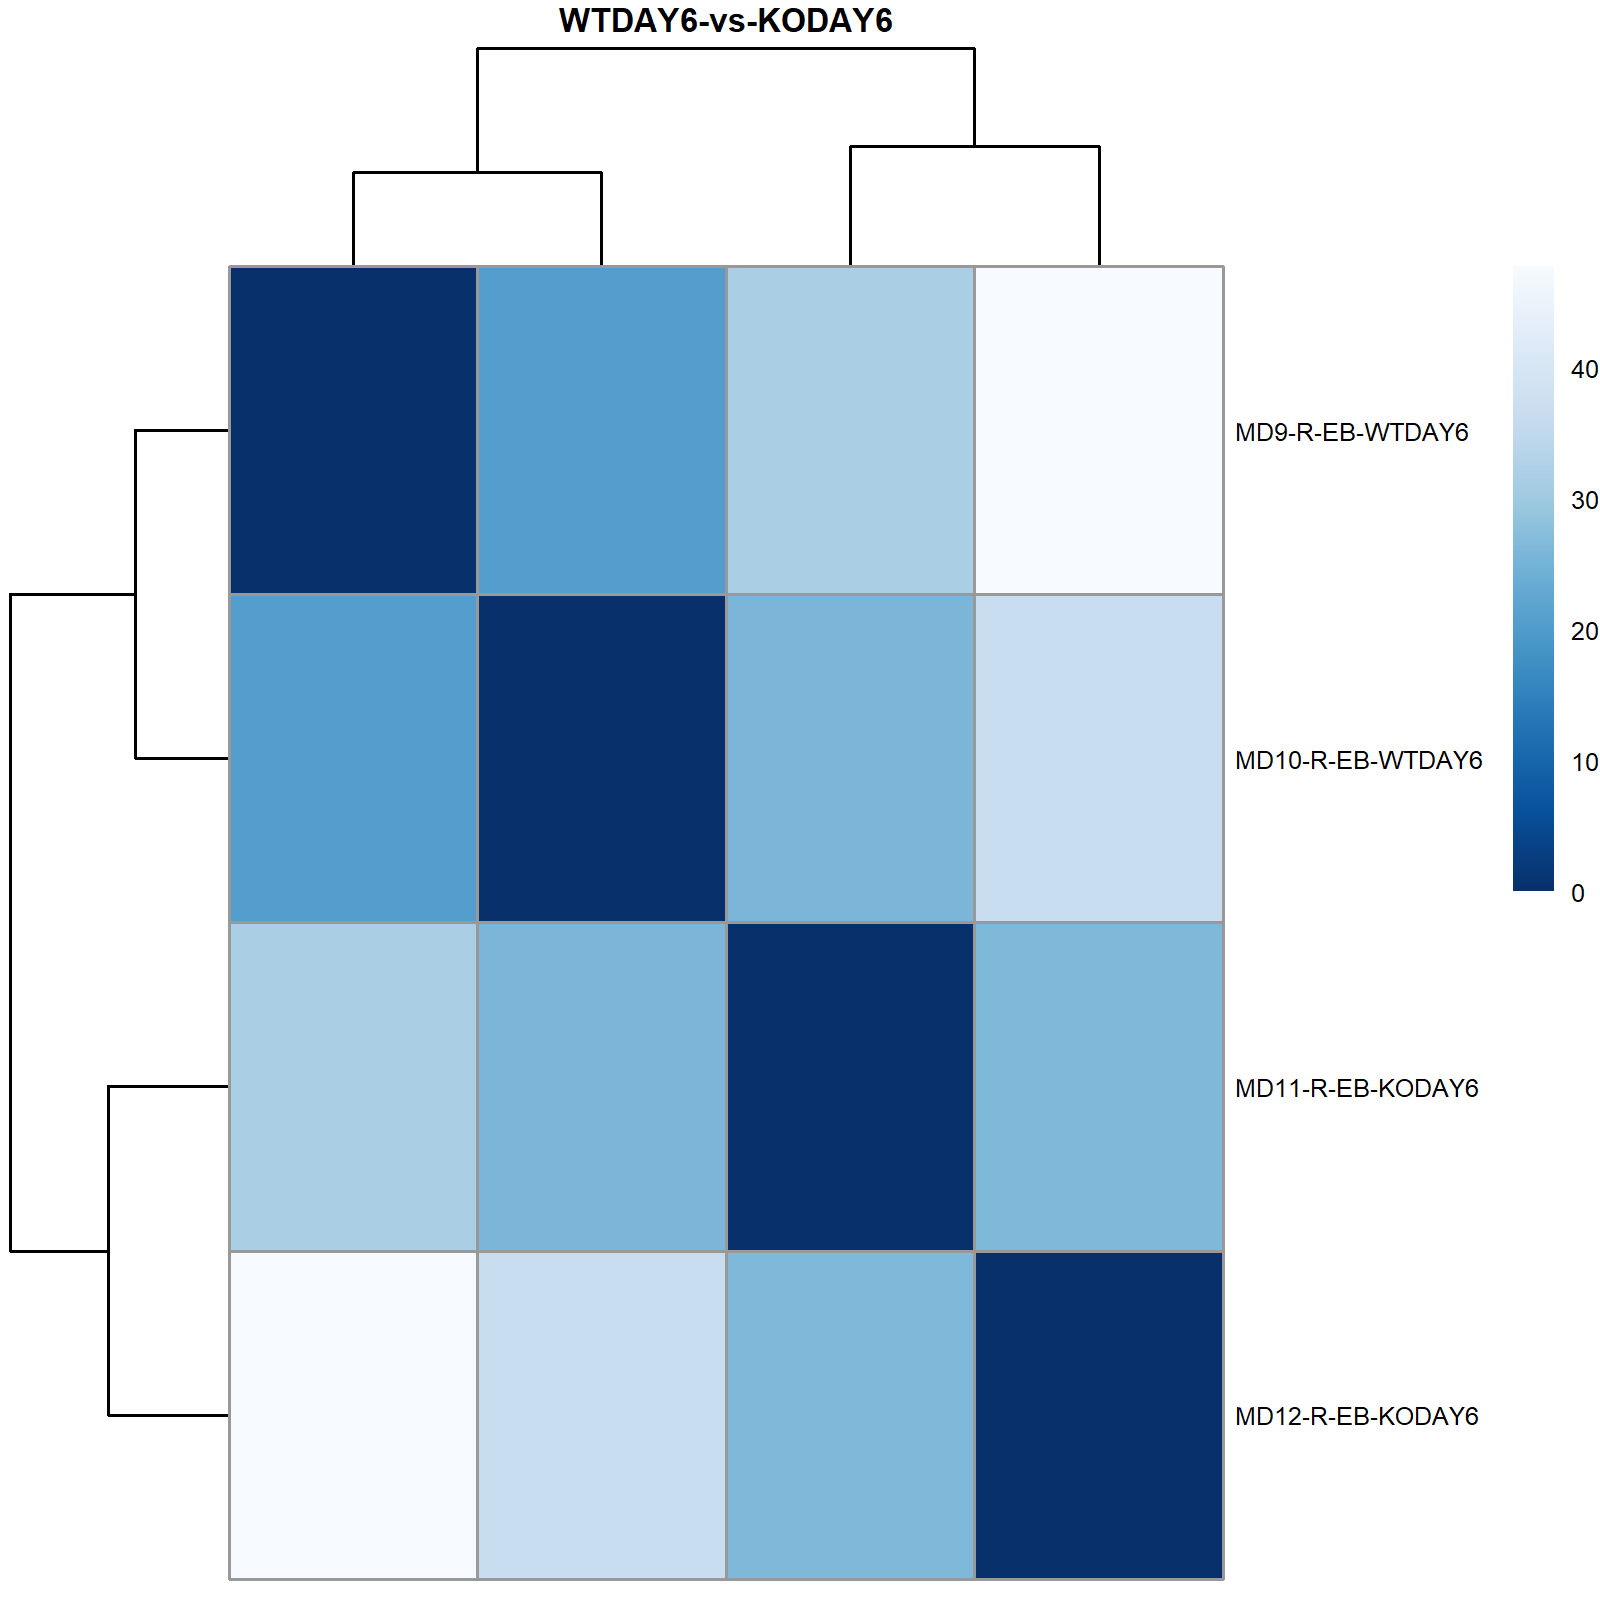 WTDAY6-vs-KODAY6
MD9-R-EB-WTDAY6
MD10-R-EB-WTDAY6
MD11-R-EB-KODAY6
MD12-R-EB-KODAY6
40
30
20
10
0